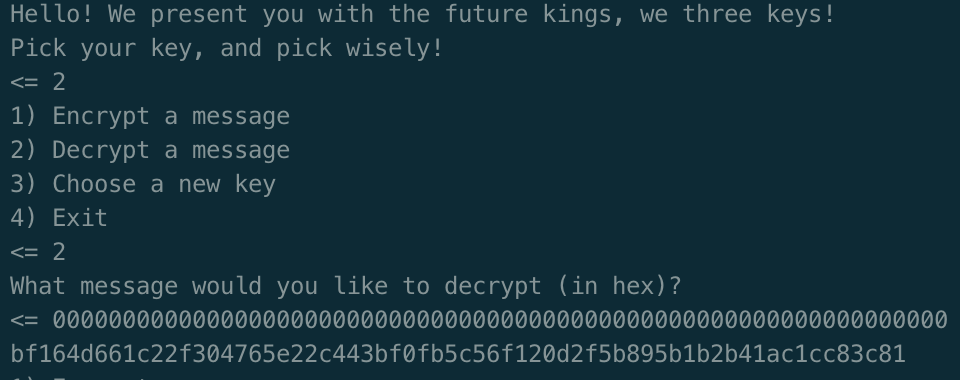 Hello! We present you with the future kings, we three keys!
Pick your key, and pick wisely!
<= 2
1) Encrypt a message
2) Decrypt a message
3) Choose a new key
4) Exit
<= 2
What message would you like to decrypt (in hex)?
<= 0000000000000000000000000000000000000000000000000000000000000000
bf164d661c22f304765e22c443bf0fb5c56f120d2f5b895b1b2b41ac1cc83c81